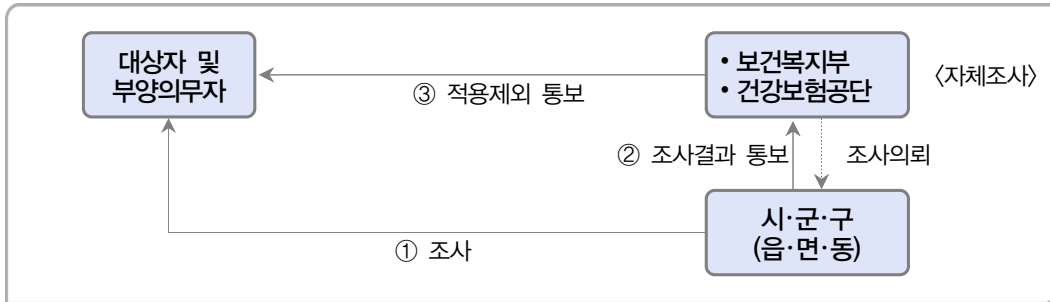 대상자 및
부양의무자
• 보건복지부
• 건강보험공단
〈자체조사〉
③ 적용제외 통보
② 조사결과 통보
조사의뢰
시·군·구
(읍·면·동)
① 조사